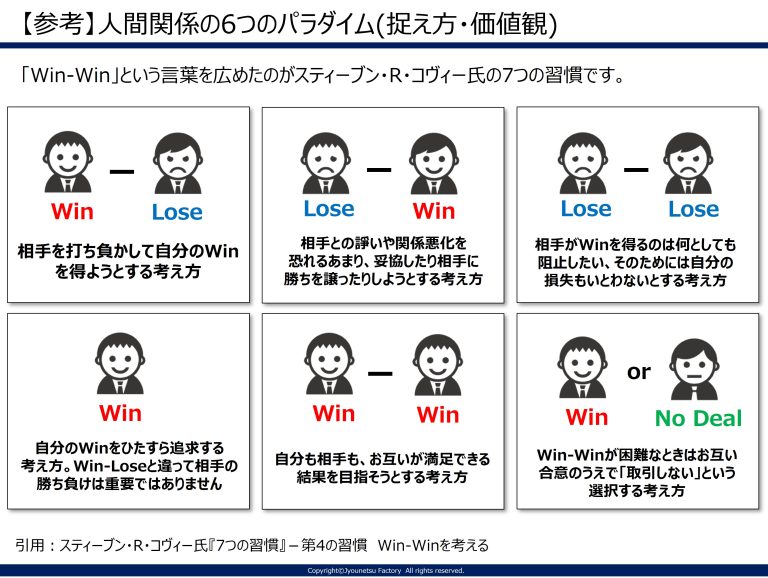 【参考】人間関係の6つのパラダイム(捉え方・価値観)
「Win-Win」という言葉を広めたのがスティーブン・R・コヴィー氏の7つの習慣です。
Win
Lose
相手を打ち負かして自分のWin
を得ようとする考え方
Lose
Win
相手との諍いや関係悪化を
恐れるあまり、妥協したり相手に
勝ちを譲ったりしようとする考え方
Lose
Lose
相手がWinを得るのは何としても
阻止したい、そのためには自分の
損失もいとわないとする考え方
Win
自分のWinをひたすら追求する
考え方。Win-Loseと違って相手の
勝ち負けは重要ではありません
Win
Win
自分も相手も、お互いが満足できる
結果を目指そうとする考え方
or
Win
No Deal
Win-Winが困難なときはお互い
合意のうえで「取引しない」という
選択する考え方
引用：スティーブン・R・コヴィー氏『7つの習慣』－第4の習慣 Win-Winを考える
Copyright©Jyounetsu Factory All rights reserved.